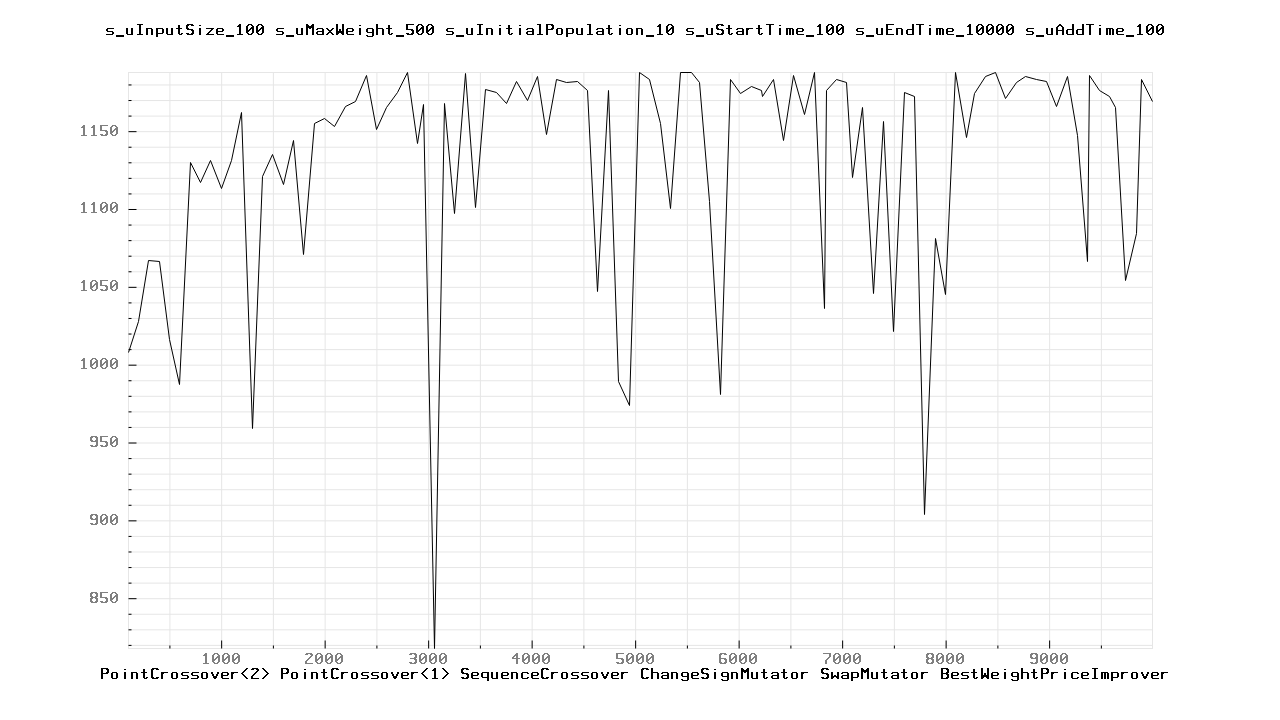 s_uInputSize_100 s_uMaxWeight_500 s_uInitialPopulation_10 s_uStartTime_100 s_uEndTime_10000 s_uAddTime_100
1150
1100
1050
1000
950
900
850
1000 2000 3000 4000 5000 6000 7000 8000 9000
PointCrossover<2> PointCrossover<1> SequenceCrossover ChangeSignMutator SwapMutator BestWeightPriceImprover